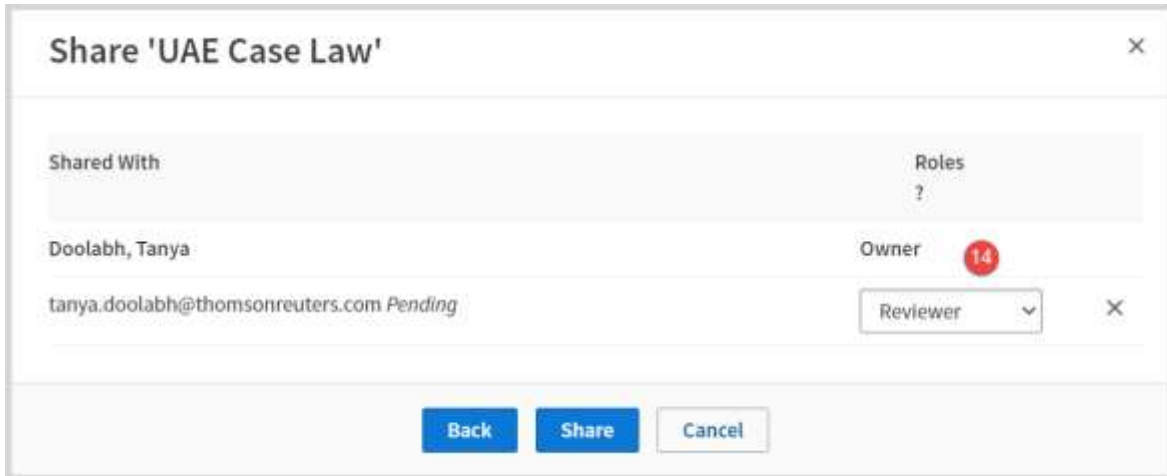 Share 'UAE Case Law'
Shared With Roles
?
Doolabh, Tanya Owner
14
tanya.doolabh@thomsonreuters.com Pending Reviewer
Back Share Cancel